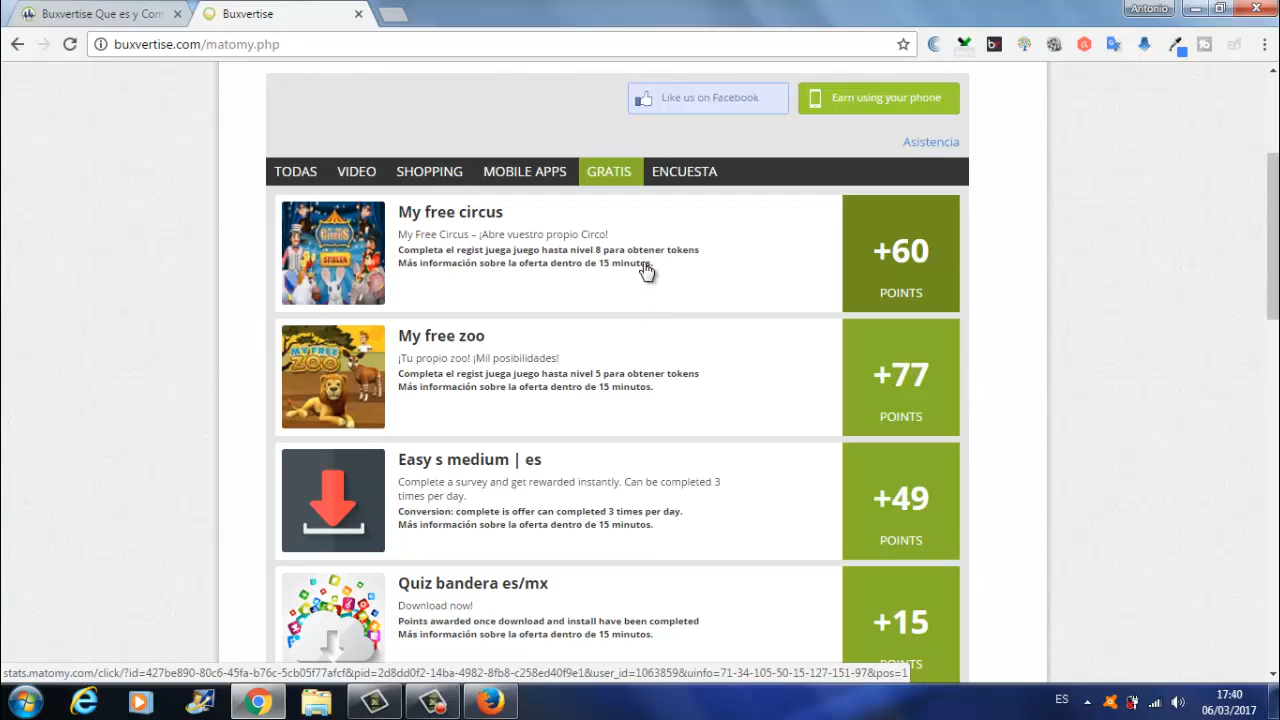 Buxvertise Que es y Com
Buxvertise
Antonio
buxvertise.com/matomy.php
Like us on Facebook
Earn using your phone
Asistencia
TODAS VIDEO SHOPPING MOBILE APPS GRATIS ENCUESTA
My free circus
My Free Circus – ¡Abre vuestro propio Circo!
Completa el regist juega juego hasta nivel 8 para obtener tokens
Más información sobre la oferta dentro de 15 minutos.
+60
POINTS
MY FREE
ZOO
My free zoo
¡Tu propio zoo! ¡Mil posibilidades!
Completa el regist juega juego hasta nivel 5 para obtener tokens
Más información sobre la oferta dentro de 15 minutos.
+77
POINTS
Easy s medium | es
Complete a survey and get rewarded instantly. Can be completed 3
times per day.
Conversion: complete is offer can completed 3 times per day.
Más información sobre la oferta dentro de 15 minutos.
+49
POINTS
Quiz bandera es/mx
Download now!
Points awarded once download and install have been completed
Más información sobre la oferta dentro de 15 minutos.
+15
POINTS
stats.matomy.com/click/?id=427be890-80c6-45fa-b76c-5cb05f77afcf&pid=2d8dd0f2-14ba-4982-8fb8-c258ed40f9e1&user_id=1063859&uinfo=71-34-105-50-15-127-151-97&pos=1
ES
17:40
06/03/2017